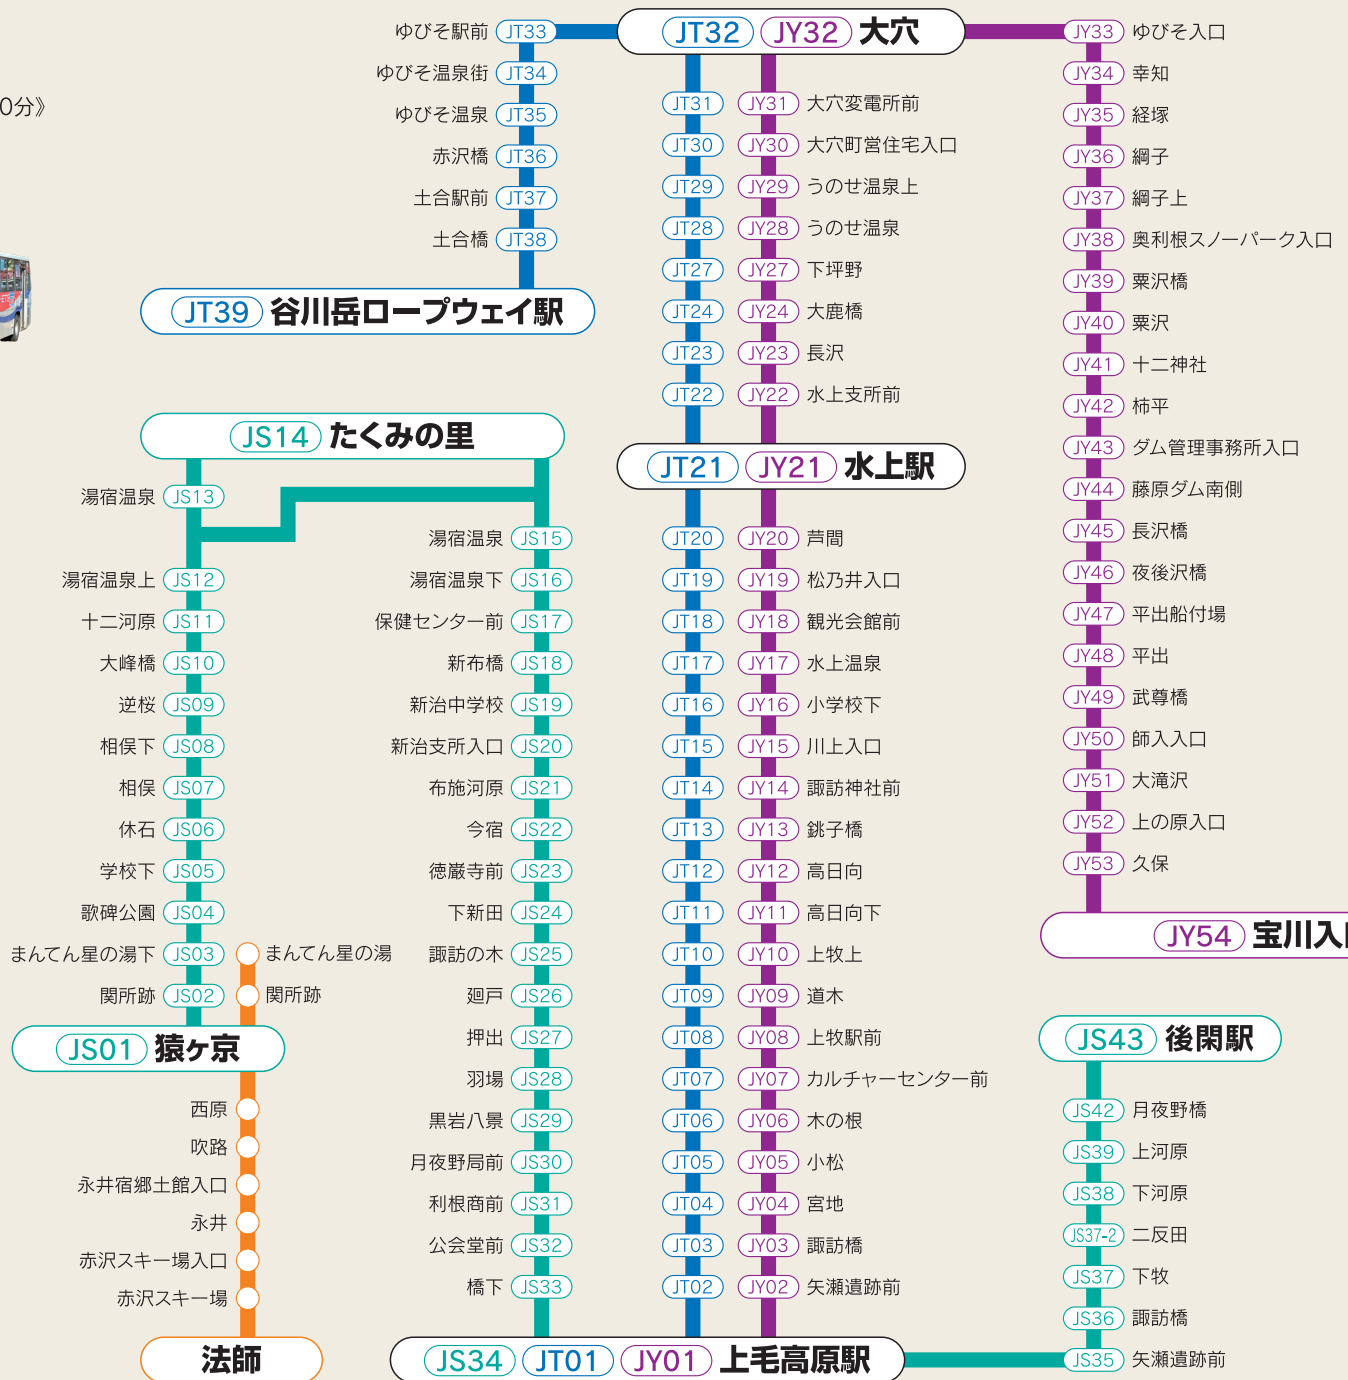 0分》
ゆびそ駅前 JT33
ゆびそ温泉街 JT34
ゆびそ温泉 JT35
赤沢橋 JT36
土合駅前 JT37
土合橋 JT38
JT39 谷川岳ロープウェイ駅
JT32 JY32 大穴
JT31 JY31 大穴変電所前
JT30 JY30 大穴町営住宅入口
JT29 JY29 うのせ温泉上
JT28 JY28 うのせ温泉
JT27 JY27 下坪野
JT24 JY24 大鹿橋
JT23 JY23 長沢
JT22 JY22 水上支所前
JT21 JY21 水上駅
JT20 JY20 芦間
JT19 JY19 松乃井入口
JT18 JY18 観光会館前
JT17 JY17 水上温泉
JT16 JY16 小学校下
JT15 JY15 川上入口
JT14 JY14 諏訪神社前
JT13 JY13 銚子橋
JT12 JY12 高日向
JT11 JY11 高日向下
JT10 JY10 上牧上
JT09 JY09 道木
JT08 JY08 上牧駅前
JT07 JY07 カルチャーセンター前
JT06 JY06 木の根
JT05 JY05 小松
JT04 JY04 宮地
JT03 JY03 諏訪橋
JT02 JY02 矢瀬遺跡前
JS34 JT01 JY01 上毛高原駅
JY33 ゆびそ入口
JY34 幸知
JY35 経塚
JY36 綱子
JY37 綱子上
JY38 奥利根スノーパーク入口
JY39 粟沢橋
JY40 粟沢
JY41 十二神社
JY42 柿平
JY43 ダム管理事務所入口
JY44 藤原ダム南側
JY45 長沢橋
JY46 夜後沢橋
JY47 平出船付場
JY48 平出
JY49 武尊橋
JY50 師入入口
JY51 大滝沢
JY52 上の原入口
JY53 久保
JY54 宝川入
JS14 たくみの里
湯宿温泉 JS13
湯宿温泉上 JS12
十二河原 JS11
大峰橋 JS10
逆桜 JS09
相俣下 JS08
相俣 JS07
休石 JS06
学校下 JS05
歌碑公園 JS04
まんてん星の湯下 JS03
関所跡 JS02
JS01 猿ヶ京
まんてん星の湯
関所跡
西原
吹路
永井宿郷土館入口
永井
赤沢スキー場入口
赤沢スキー場
法師
湯宿温泉 JS15
湯宿温泉下 JS16
保健センター前 JS17
新布橋 JS18
新治中学校 JS19
新治支所入口 JS20
布施河原 JS21
今宿 JS22
徳巌寺前 JS23
下新田 JS24
諏訪の木 JS25
廻戸 JS26
押出 JS27
羽場 JS28
黒岩八景 JS29
月夜野局前 JS30
利根商前 JS31
公会堂前 JS32
橋下 JS33
JS43 後閑駅
JS42 月夜野橋
JS39 上河原
JS38 下河原
JS37-2 二反田
JS37 下牧
JS36 諏訪橋
JS35 矢瀬遺跡前